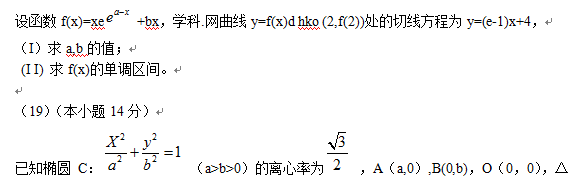 设函数 f(x)=xe e^{a-x} +bx，学科.网曲线 y=f(x)d hko (2,f(2))处的切线方程为 y=(e-1)x+4，
（I）求 a,b 的值；
(I I) 求 f(x)的单调区间。
（19）（本小题 14 分）
已知椭圆 C： \frac{X^2}{a^2}+\frac{y^2}{b^2}=1 （a>b>0）的离心率为 \frac{\sqrt{3}}{2} ，A（a,0）,B(0,b)，O（0，0），△